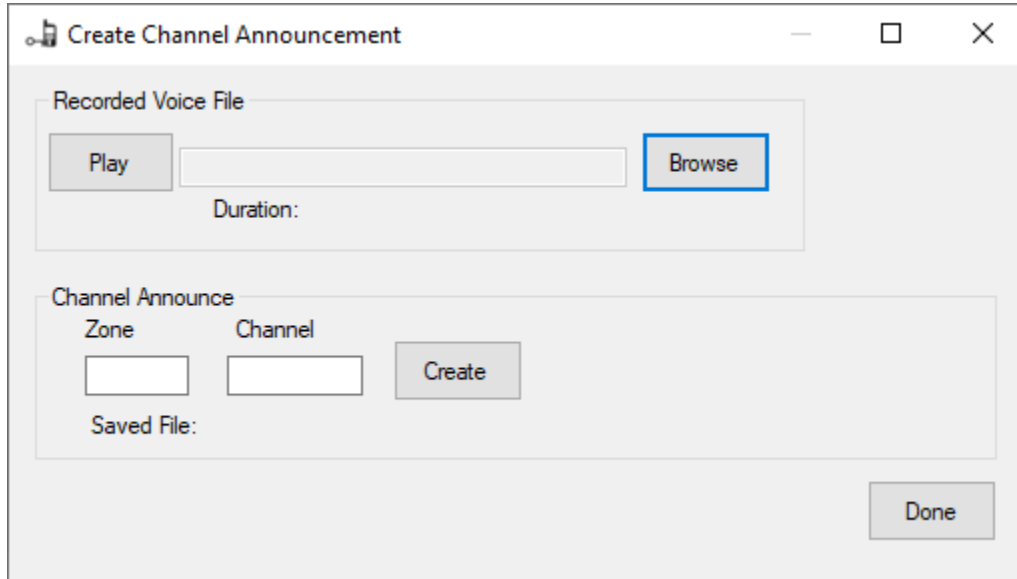 Create Channel Announcement
Recorded Voice File
Play
Browse
Duration:
Channel Announce
Zone
Channel
Create
Saved File:
Done